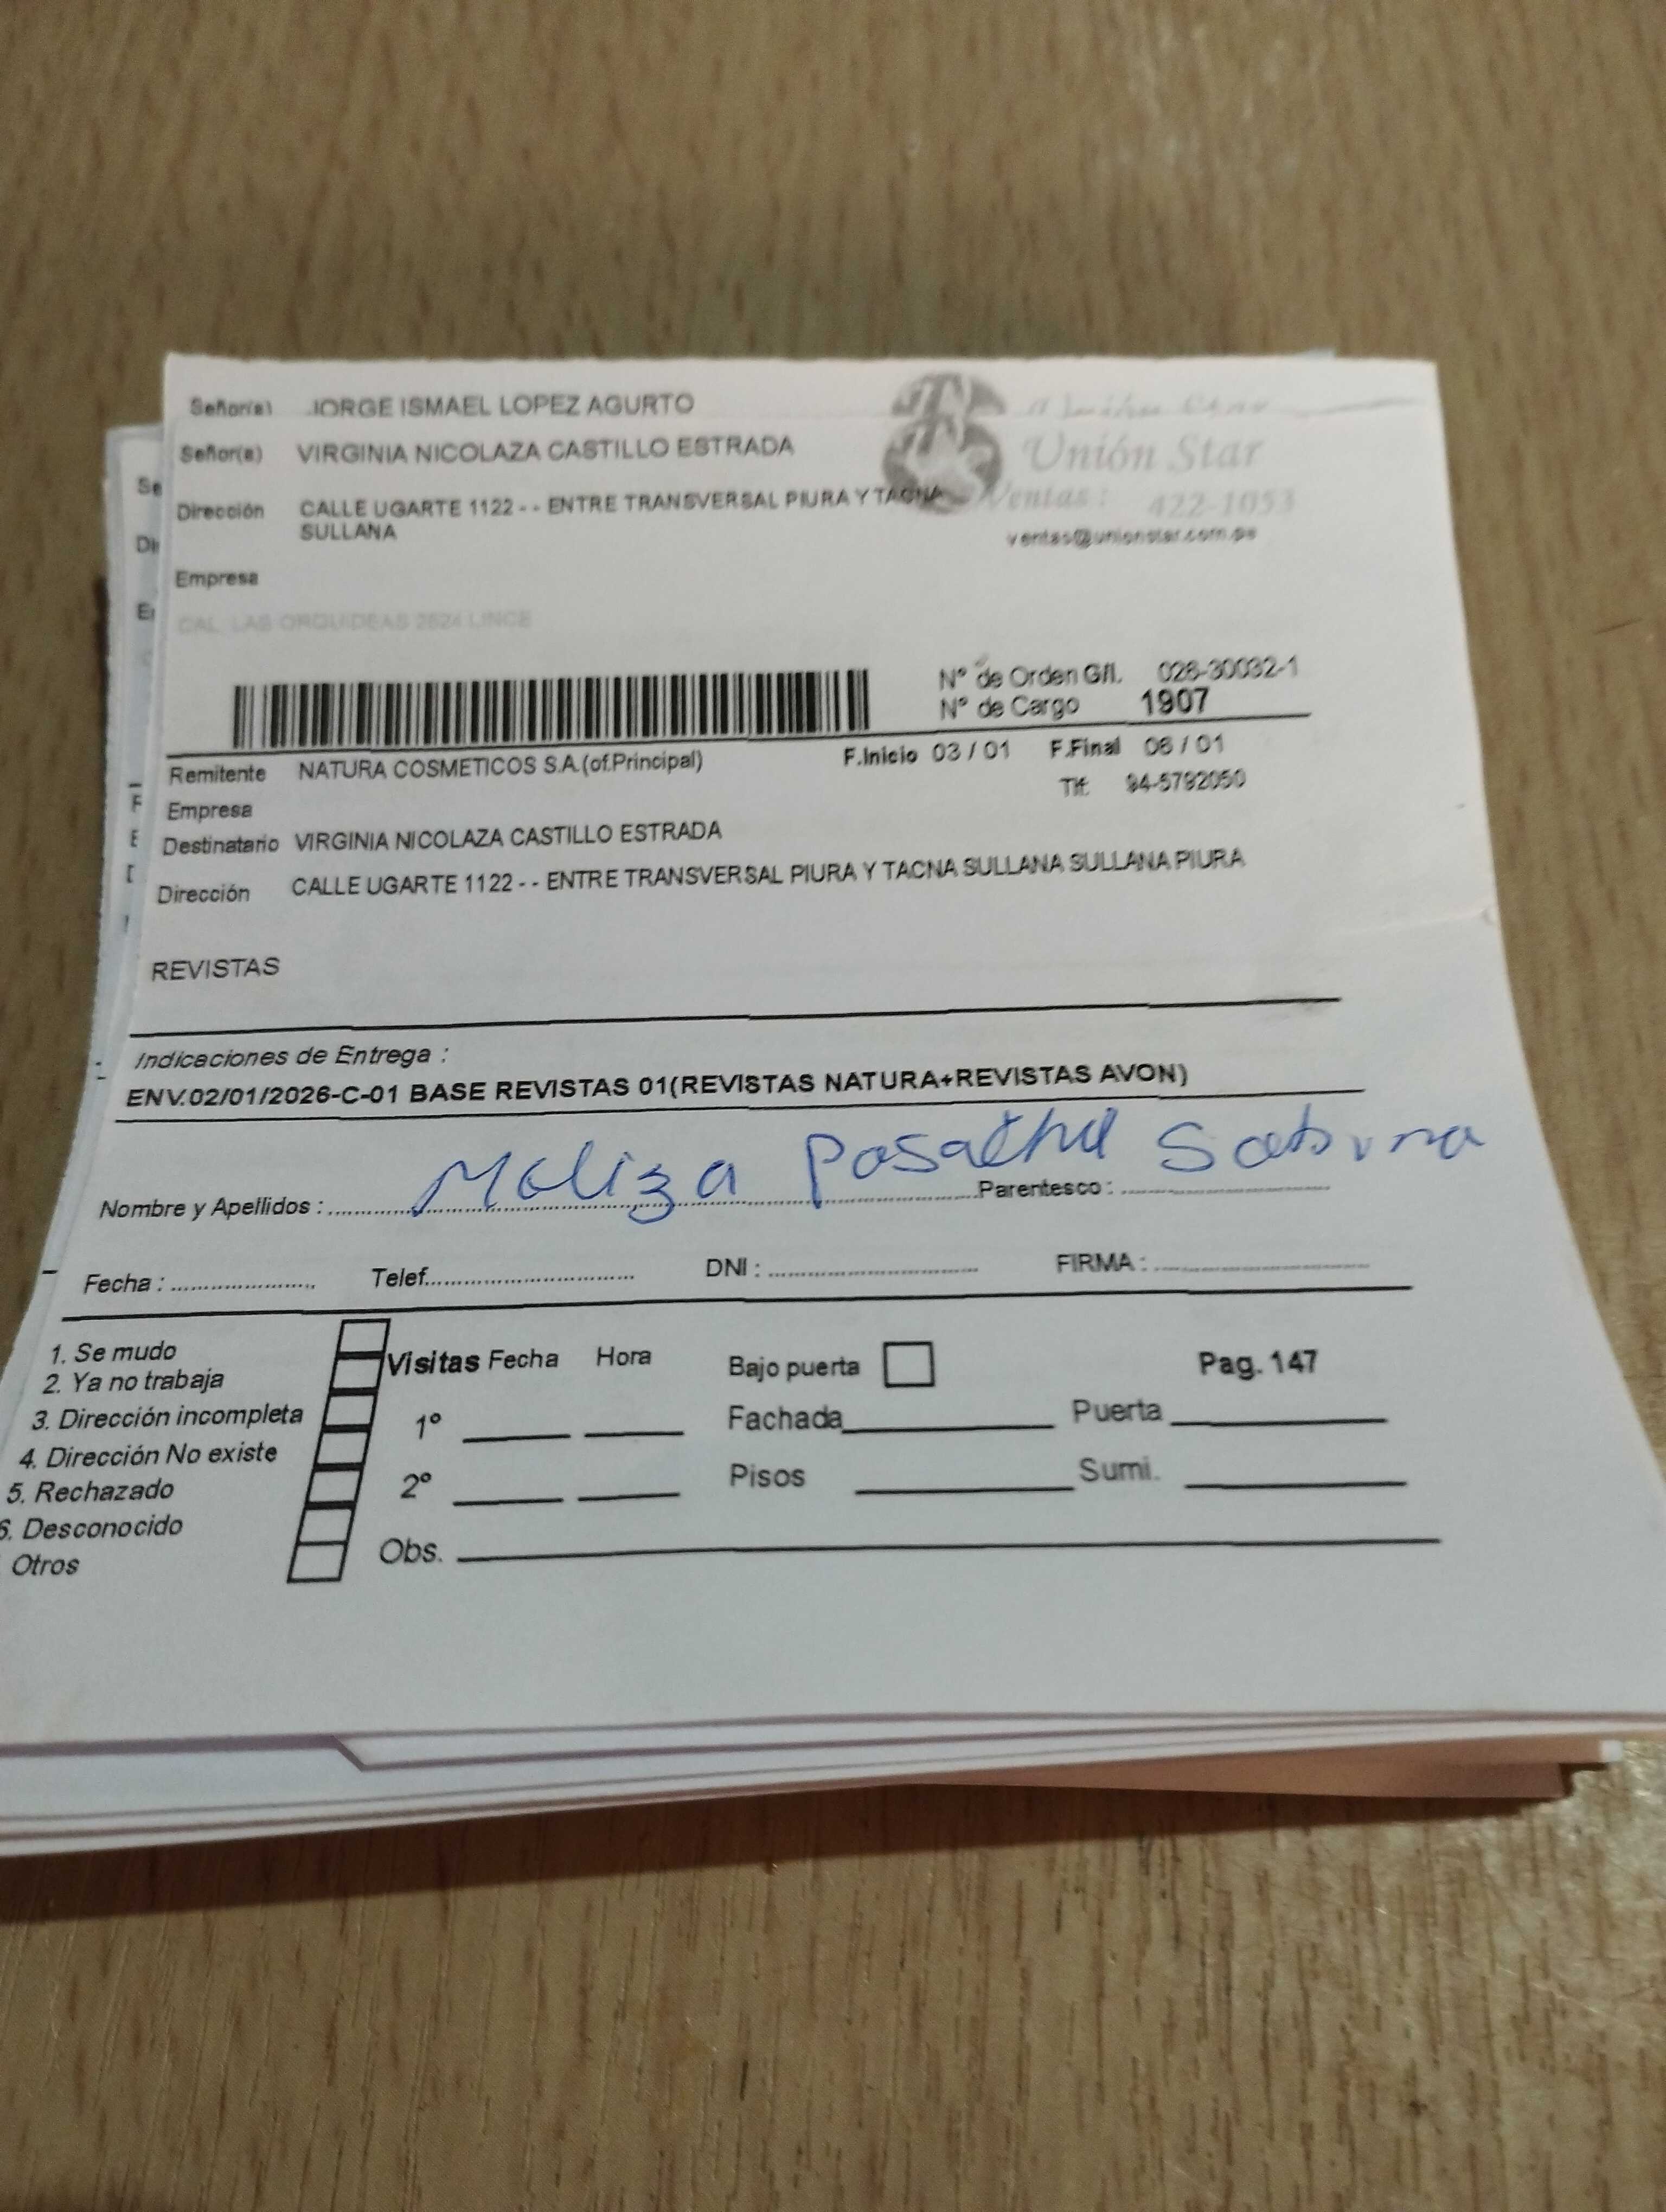 Señor(a) JORGE ISMAEL LOPEZ AGURTO
Señor(a) VIRGINIA NICOLAZA CASTILLO ESTRADA
Unión Star
Dirección CALLE UGARTE 1122 - - ENTRE TRANSVERSAL PIURA Y TACNA
SULLANA
Ventas : 422-1053
ventas@unionstar.com.pe
Empresa
CAL. LAS ORQUIDEAS 2624 LINCE
N° de Orden G/I. 026-30032-1
N° de Cargo 1907
Remitente NATURA COSMETICOS S.A.(of.Principal) F.Inicio 03 / 01 F.Final 06 / 01
Empresa Tlf: 94-5792050
Destinatario VIRGINIA NICOLAZA CASTILLO ESTRADA
Dirección CALLE UGARTE 1122 - - ENTRE TRANSVERSAL PIURA Y TACNA SULLANA SULLANA PIURA
REVISTAS
Indicaciones de Entrega :
ENV.02/01/2026-C-01 BASE REVISTAS 01(REVISTAS NATURA+REVISTAS AVON)
Nombre y Apellidos : Maliza Sobrina Parentesco :
Fecha : Telef. DNI : FIRMA :
1. Se mudo
2. Ya no trabaja
3. Dirección incompleta
4. Dirección No existe
5. Rechazado
6. Desconocido
Otros
Visitas Fecha Hora Bajo puerta Pag. 147
1° Fachada Puerta
2° Pisos Sumi.
Obs.